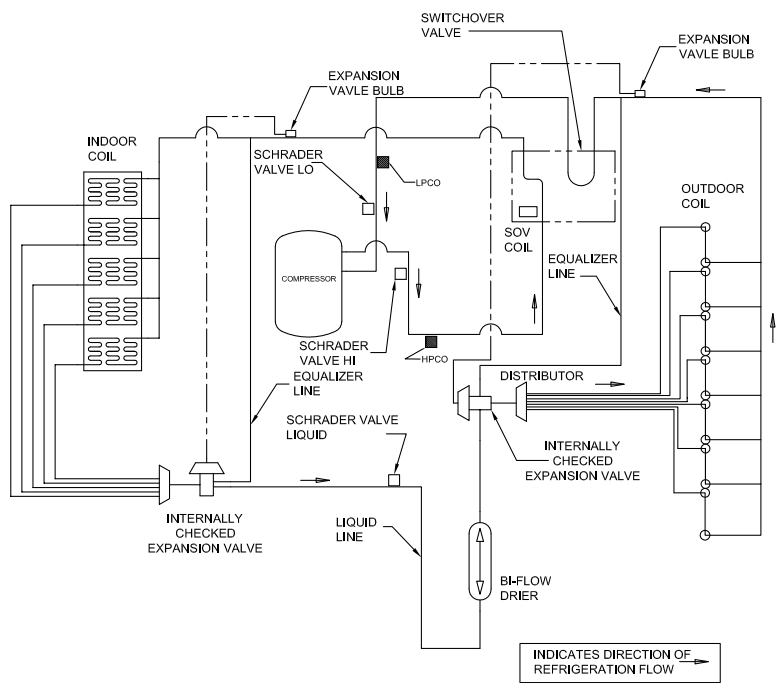 SWITCHOVER
VALVE
EXPANSION
VAVLE BULB
EXPANSION
VAVLE BULB
INDOOR
COIL
SCHRADER
VALVE LO
LPCO
OUTDOOR
COIL
SOV
COIL
COMPRESSOR
EQUALIZER
LINE
SCHRADER
VALVE HI
HPCO
EQUALIZER
LINE
DISTRIBUTOR
SCHRADER VALVE
LIQUID
INTERNALLY
CHECKED
EXPANSION VALVE
INTERNALLY
CHECKED
EXPANSION VALVE
LIQUID
LINE
BI-FLOW
DRIER
INDICATES DIRECTION OF
REFRIGERATION FLOW